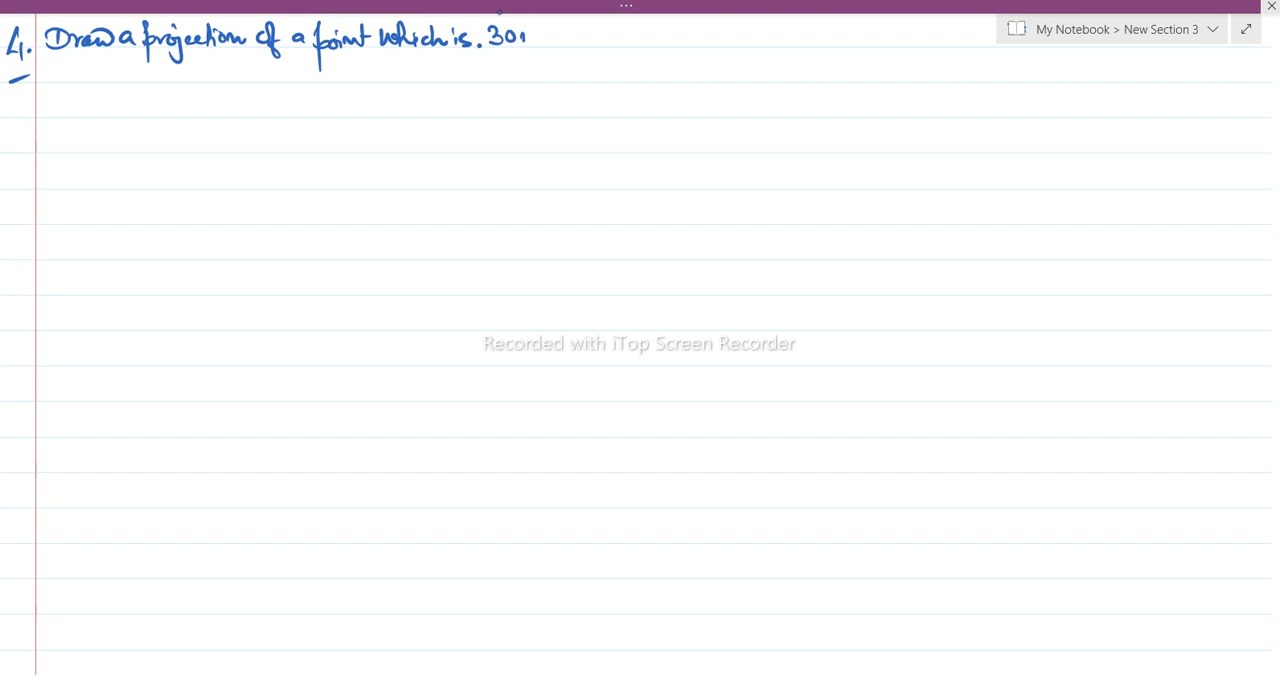 4. Draw a projection of a point which is. 30
My Notebook > New Section 3
Recorded with iTop Screen Recorder